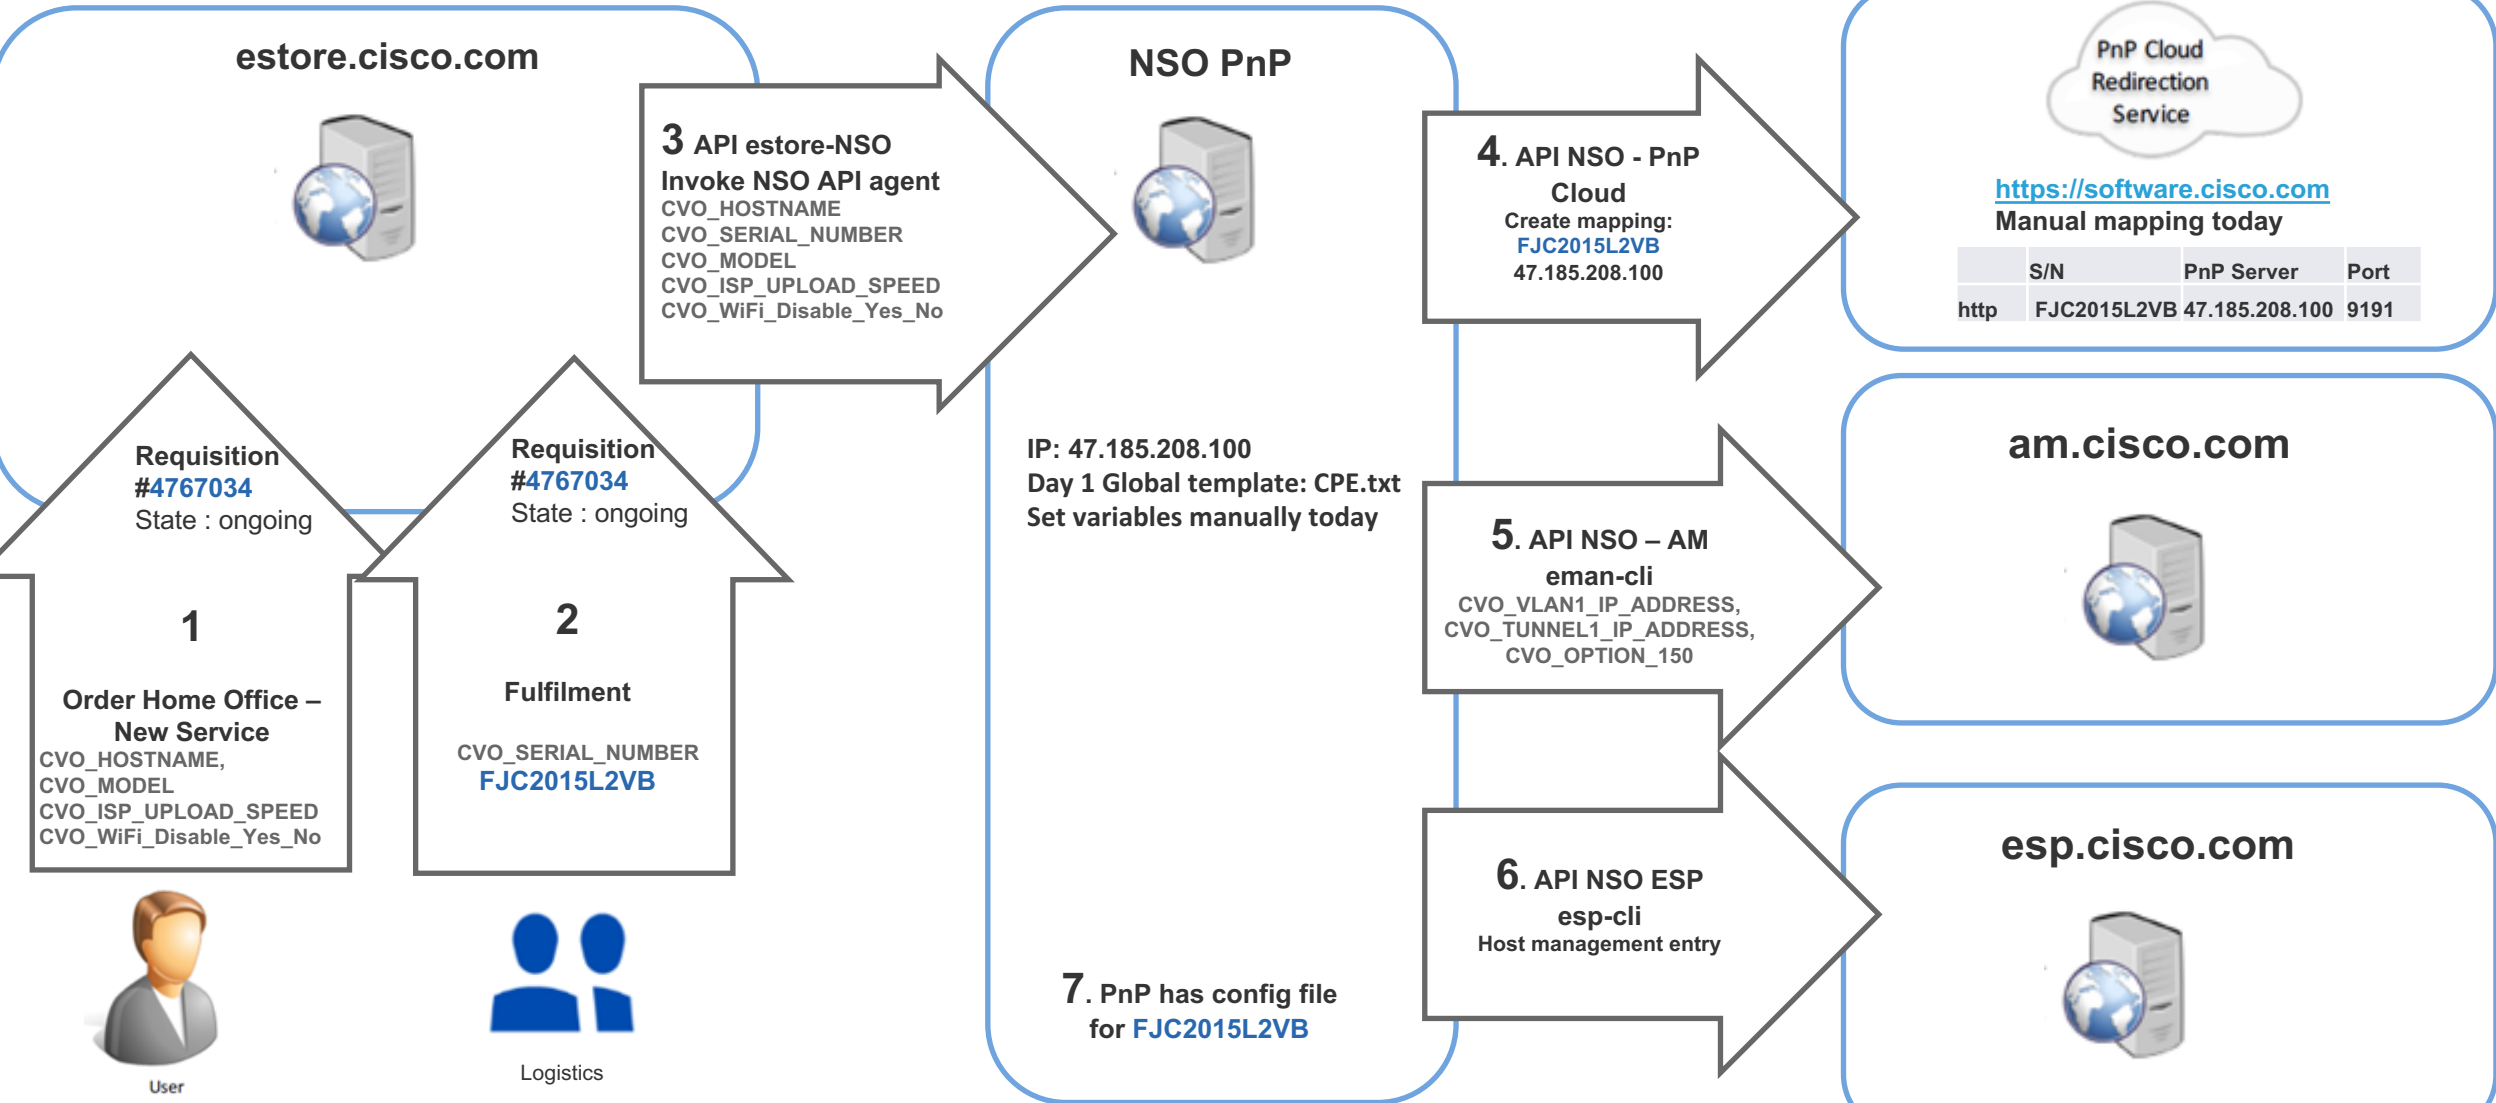 estore.cisco.com
3 API estore-NSO
Invoke NSO API agent
CVO_HOSTNAME
CVO_SERIAL_NUMBER
CVO_MODEL
CVO_ISP_UPLOAD_SPEED
CVO_WiFi_Disable_Yes_No
Requisition
#4767034
State : ongoing
1
Order Home Office –
New Service
CVO_HOSTNAME,
CVO_MODEL
CVO_ISP_UPLOAD_SPEED
CVO_WiFi_Disable_Yes_No
User
Requisition
#4767034
State : ongoing
2
Fulfilment
CVO_SERIAL_NUMBER
FJC2015L2VB
Logistics
NSO PnP
IP: 47.185.208.100
Day 1 Global template: CPE.txt
Set variables manually today
7. PnP has config file
for FJC2015L2VB
4. API NSO - PnP
Cloud
Create mapping:
FJC2015L2VB
47.185.208.100
5. API NSO – AM
eman-cli
CVO_VLAN1_IP_ADDRESS,
CVO_TUNNEL1_IP_ADDRESS,
CVO_OPTION_150
6. API NSO ESP
esp-cli
Host management entry
PnP Cloud
Redirection
Service
https://software.cisco.com
Manual mapping today
S/N PnP Server Port
http FJC2015L2VB 47.185.208.100 9191
am.cisco.com
esp.cisco.com